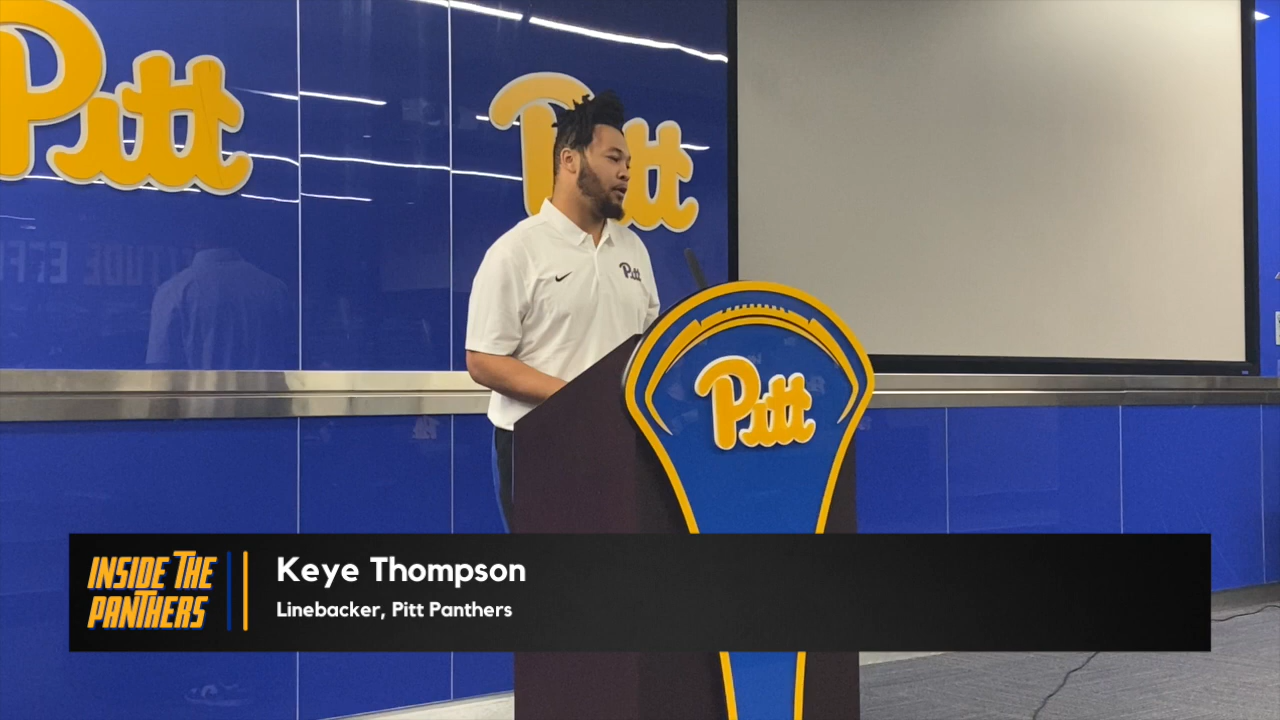 Pitt
Pitt
Pitt
Pitt
INSIDE THE
PANTHERS
Keye Thompson
Linebacker, Pitt Panthers